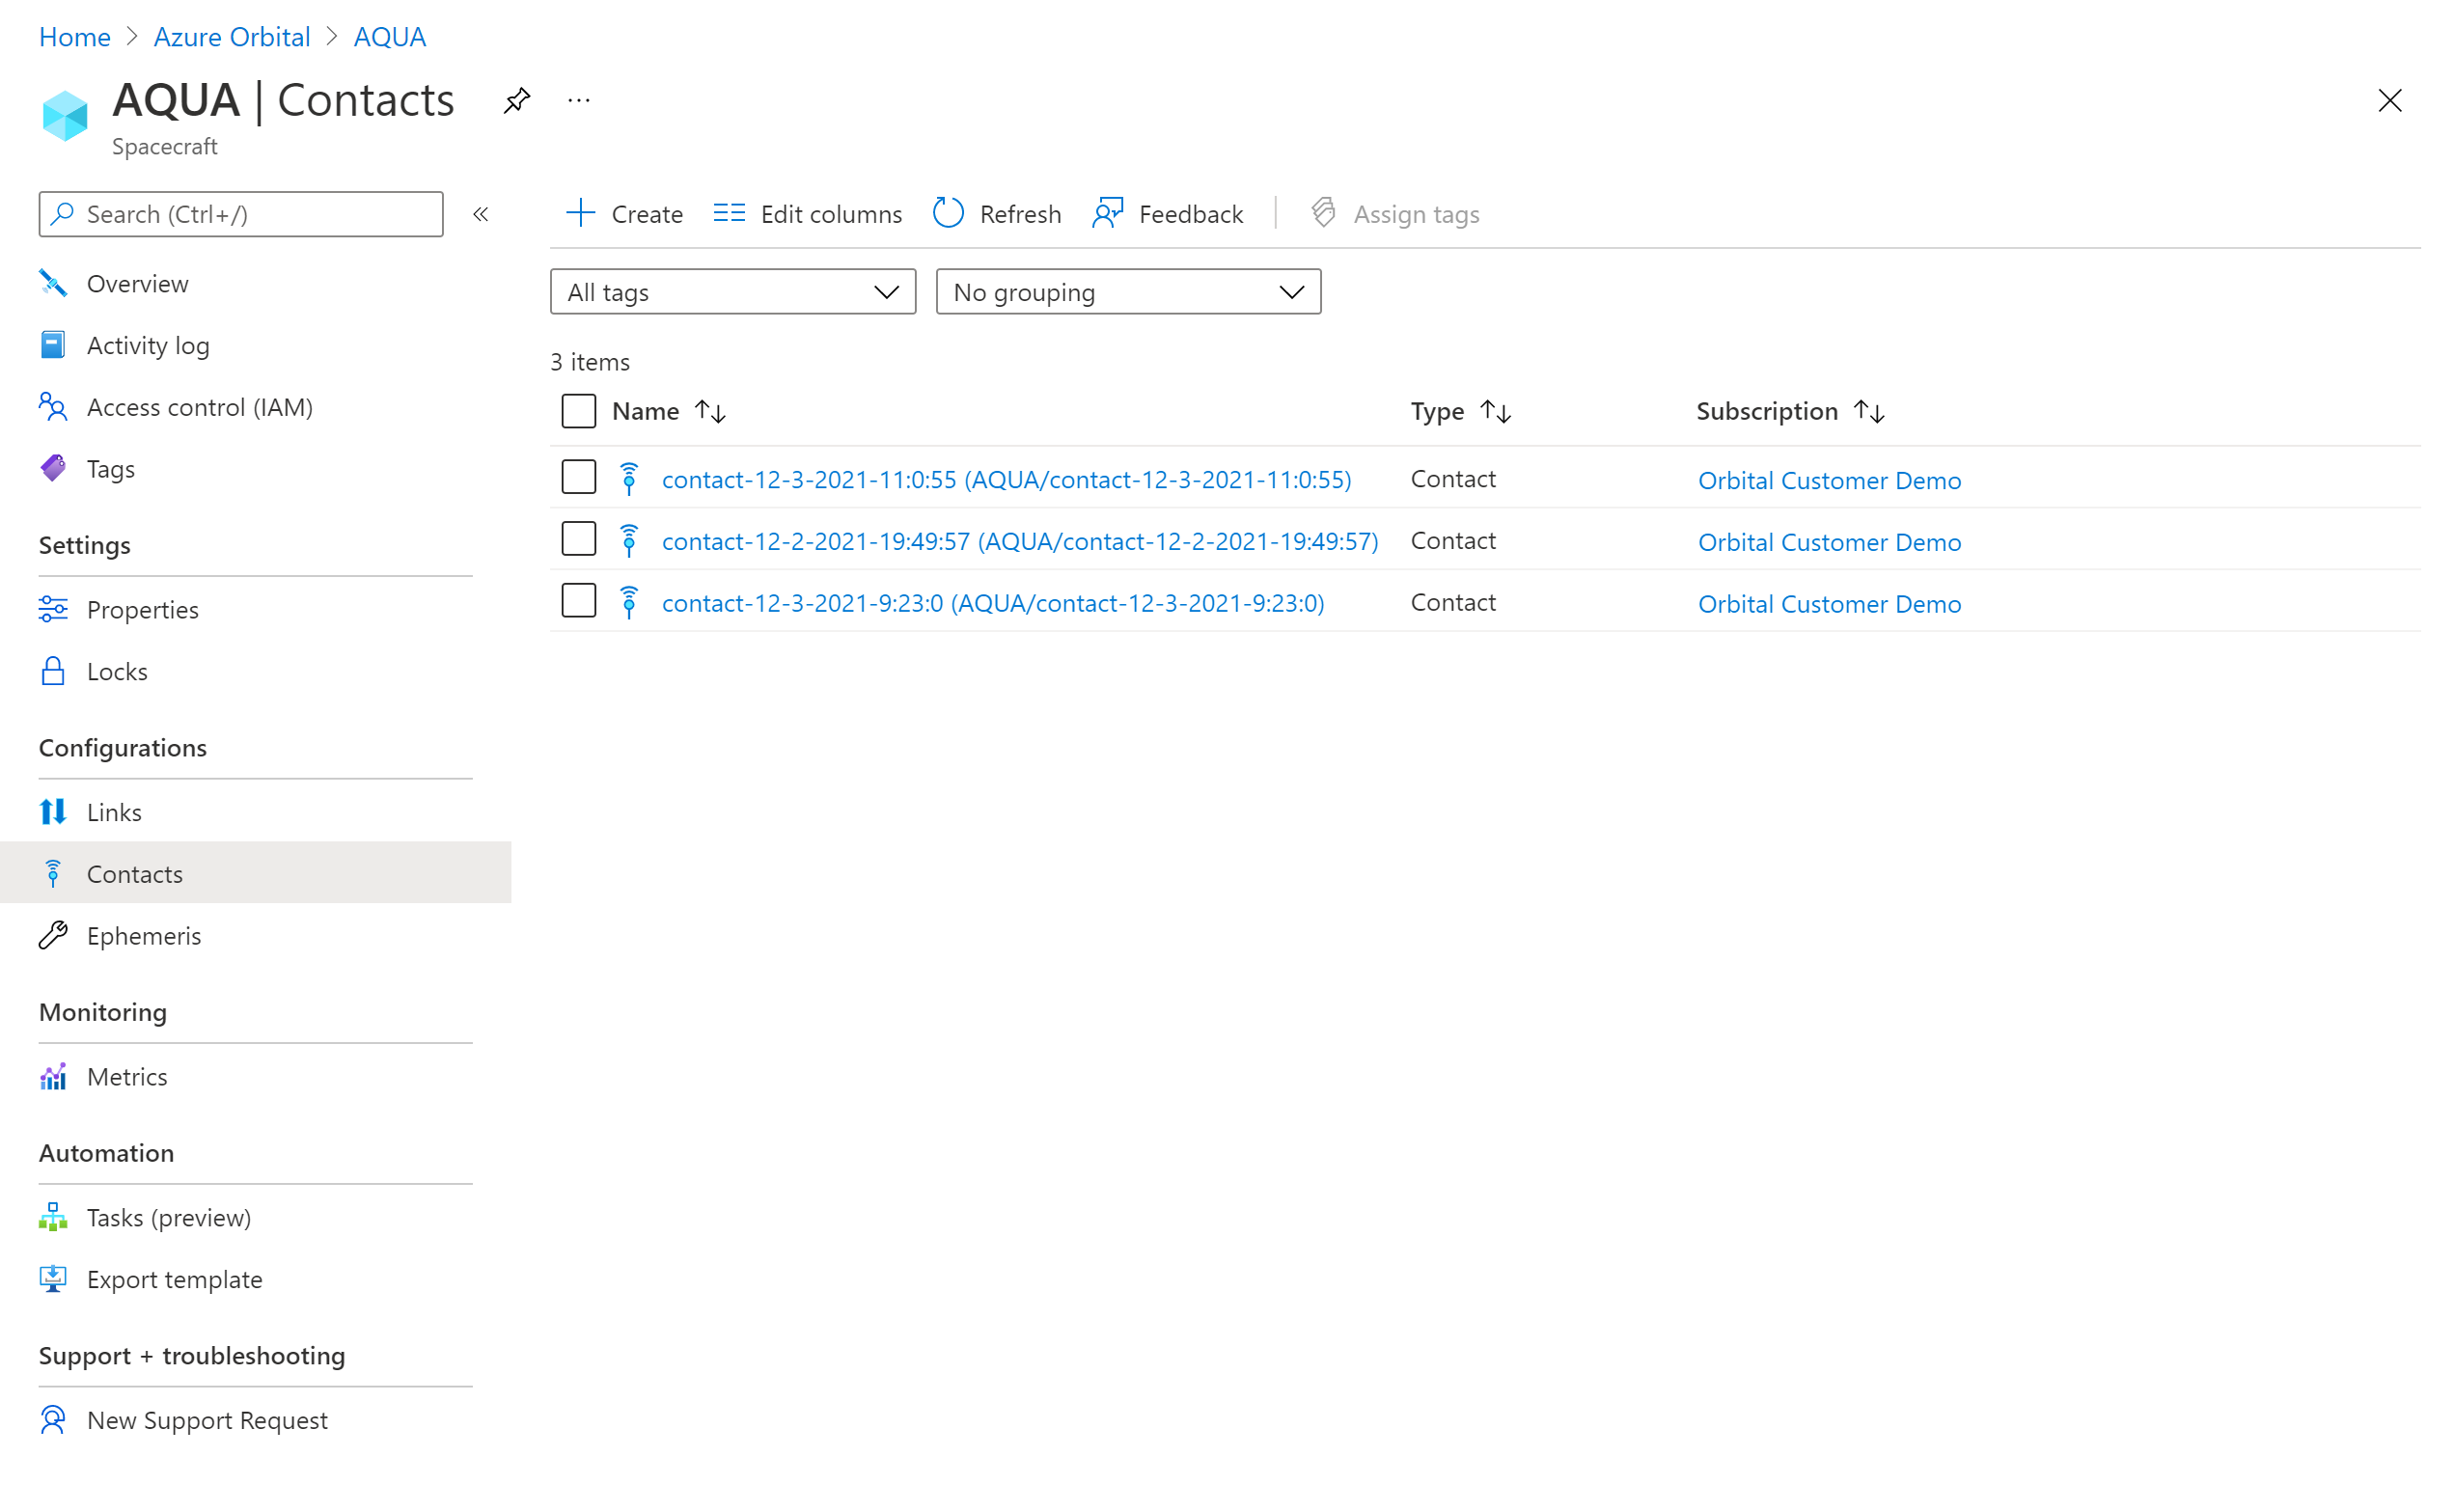 Home > Azure Orbital > AQUA
AQUA | Contacts
Spacecraft
Search (Ctrl+/)
Overview
Activity log
Access control (IAM)
Tags
Settings
Properties
Locks
Configurations
Links
Contacts
Ephemeris
Monitoring
Metrics
Automation
Tasks (preview)
Export template
Support + troubleshooting
New Support Request
Create Edit columns Refresh Feedback Assign tags
All tags No grouping
3 items
Name Type Subscription
contact-12-3-2021-11:0:55 (AQUA/contact-12-3-2021-11:0:55) Contact Orbital Customer Demo
contact-12-2-2021-19:49:57 (AQUA/contact-12-2-2021-19:49:57) Contact Orbital Customer Demo
contact-12-3-2021-9:23:0 (AQUA/contact-12-3-2021-9:23:0) Contact Orbital Customer Demo